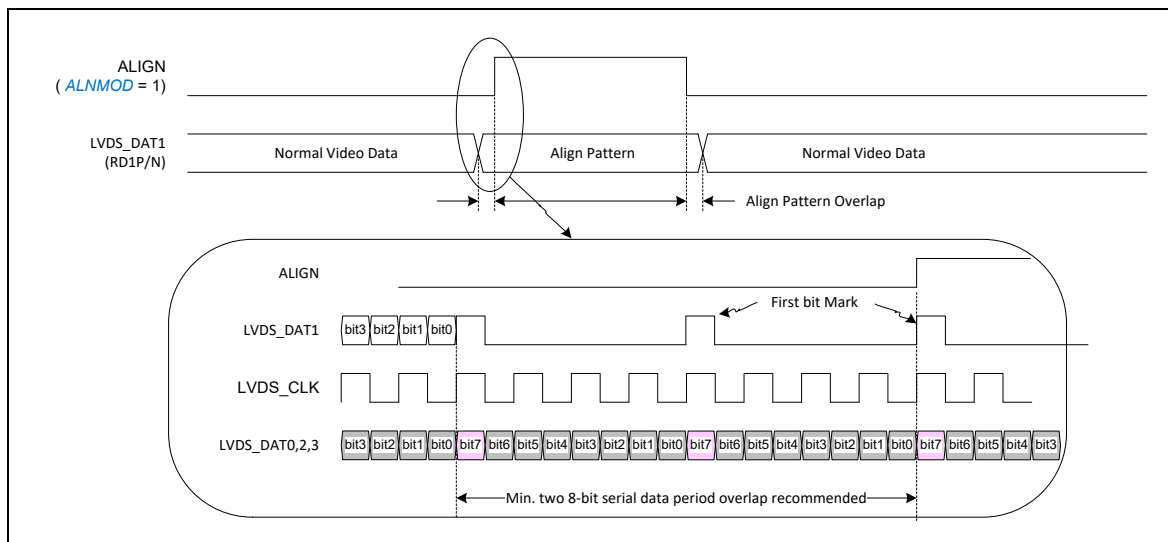 ALIGN
( ALNMOD = 1)
LVDS_DAT1
(RD1P/N)
Normal Video Data
Align Pattern
Normal Video Data
Align Pattern Overlap
ALIGN
First bit Mark
LVDS_DAT1
bit3 bit2 bit1 bit0
LVDS_CLK
LVDS_DAT0,2,3
bit3 bit2 bit1 bit0 bit7 bit6 bit5 bit4 bit3 bit2 bit1 bit0 bit7 bit6 bit5 bit4 bit3 bit2 bit1 bit0 bit7 bit6 bit5 bit4 bit3
Min. two 8-bit serial data period overlap recommended